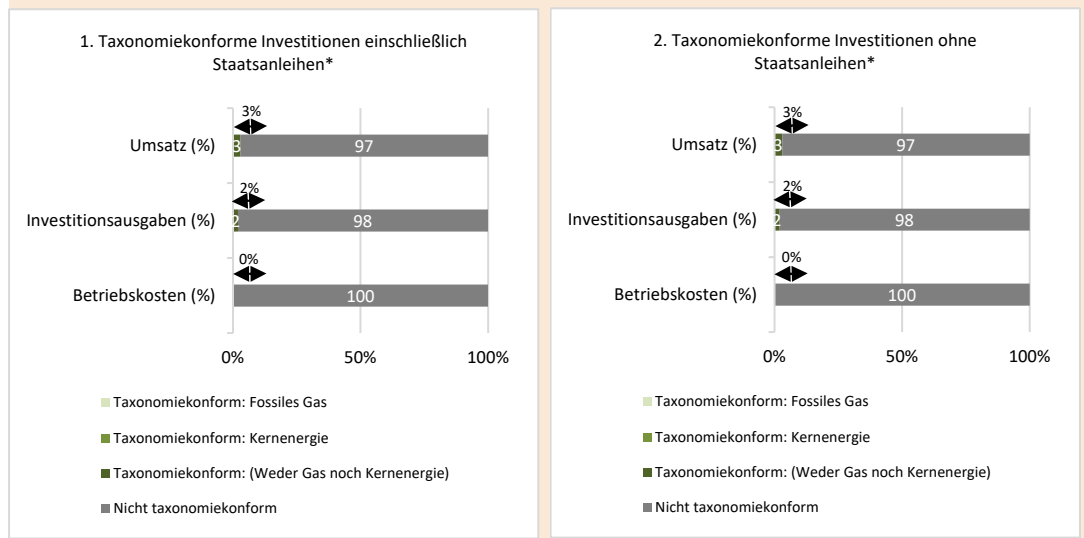 1. Taxonomiekonforme Investitionen einschließlich
Staatsanleihen*
3%
Umsatz (%)
3 97
2%
Investitionsausgaben (%)
2 98
0%
Betriebskosten (%)
100
0% 50% 100%
Taxonomiekonform: Fossiles Gas
Taxonomiekonform: Kernenergie
Taxonomiekonform: (Weder Gas noch Kernenergie)
Nicht taxonomiekonform
2. Taxonomiekonforme Investitionen ohne
Staatsanleihen*
3%
Umsatz (%)
3 97
2%
Investitionsausgaben (%)
2 98
0%
Betriebskosten (%)
100
0% 50% 100%
Taxonomiekonform: Fossiles Gas
Taxonomiekonform: Kernenergie
Taxonomiekonform: (Weder Gas noch Kernenergie)
Nicht taxonomiekonform